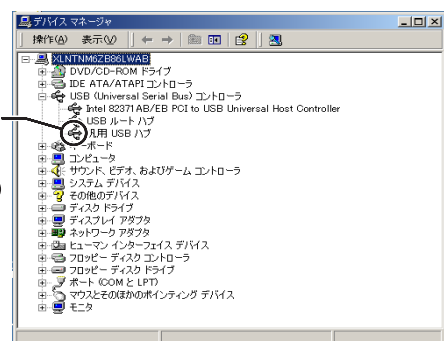 デバイス マネージャ
操作(A) 表示(V)
XLNTNM6ZB86LWAB
DVD/CD-ROM ドライブ
IDE ATA/ATAPI コントローラ
USB (Universal Serial Bus) コントローラ
Intel 82371AB/EB PCI to USB Universal Host Controller
USB ルート ハブ
汎用 USB ハブ
キーボード
コンピュータ
サウンド、ビデオ、およびゲーム コントローラ
システム デバイス
その他のデバイス
ディスク ドライブ
ディスプレイ アダプタ
ネットワーク アダプタ
ヒューマン インターフェイス デバイス
フロッピー ディスク コントローラ
フロッピー ディスク ドライブ
ポート (COM と LPT)
マウスとそのほかのポインティング デバイス
モニタ